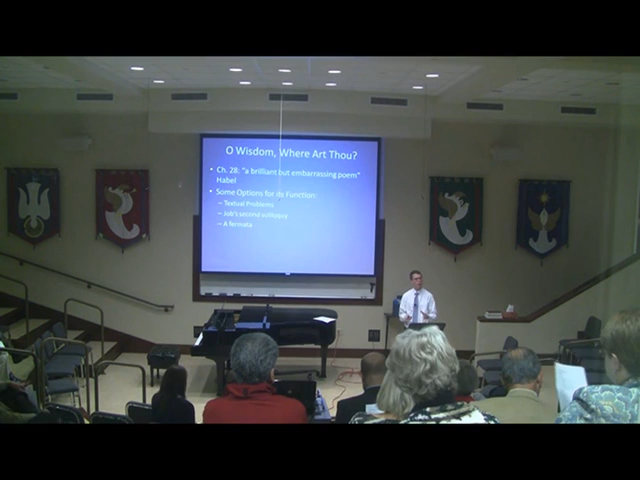 O Wisdom, Where Art Thou?
• Ch. 28: "a brilliant but embarrassing poem"
Habel
• Some Options for its Function:
– Textual Problems
– Job's second soliloquy
– A fermata